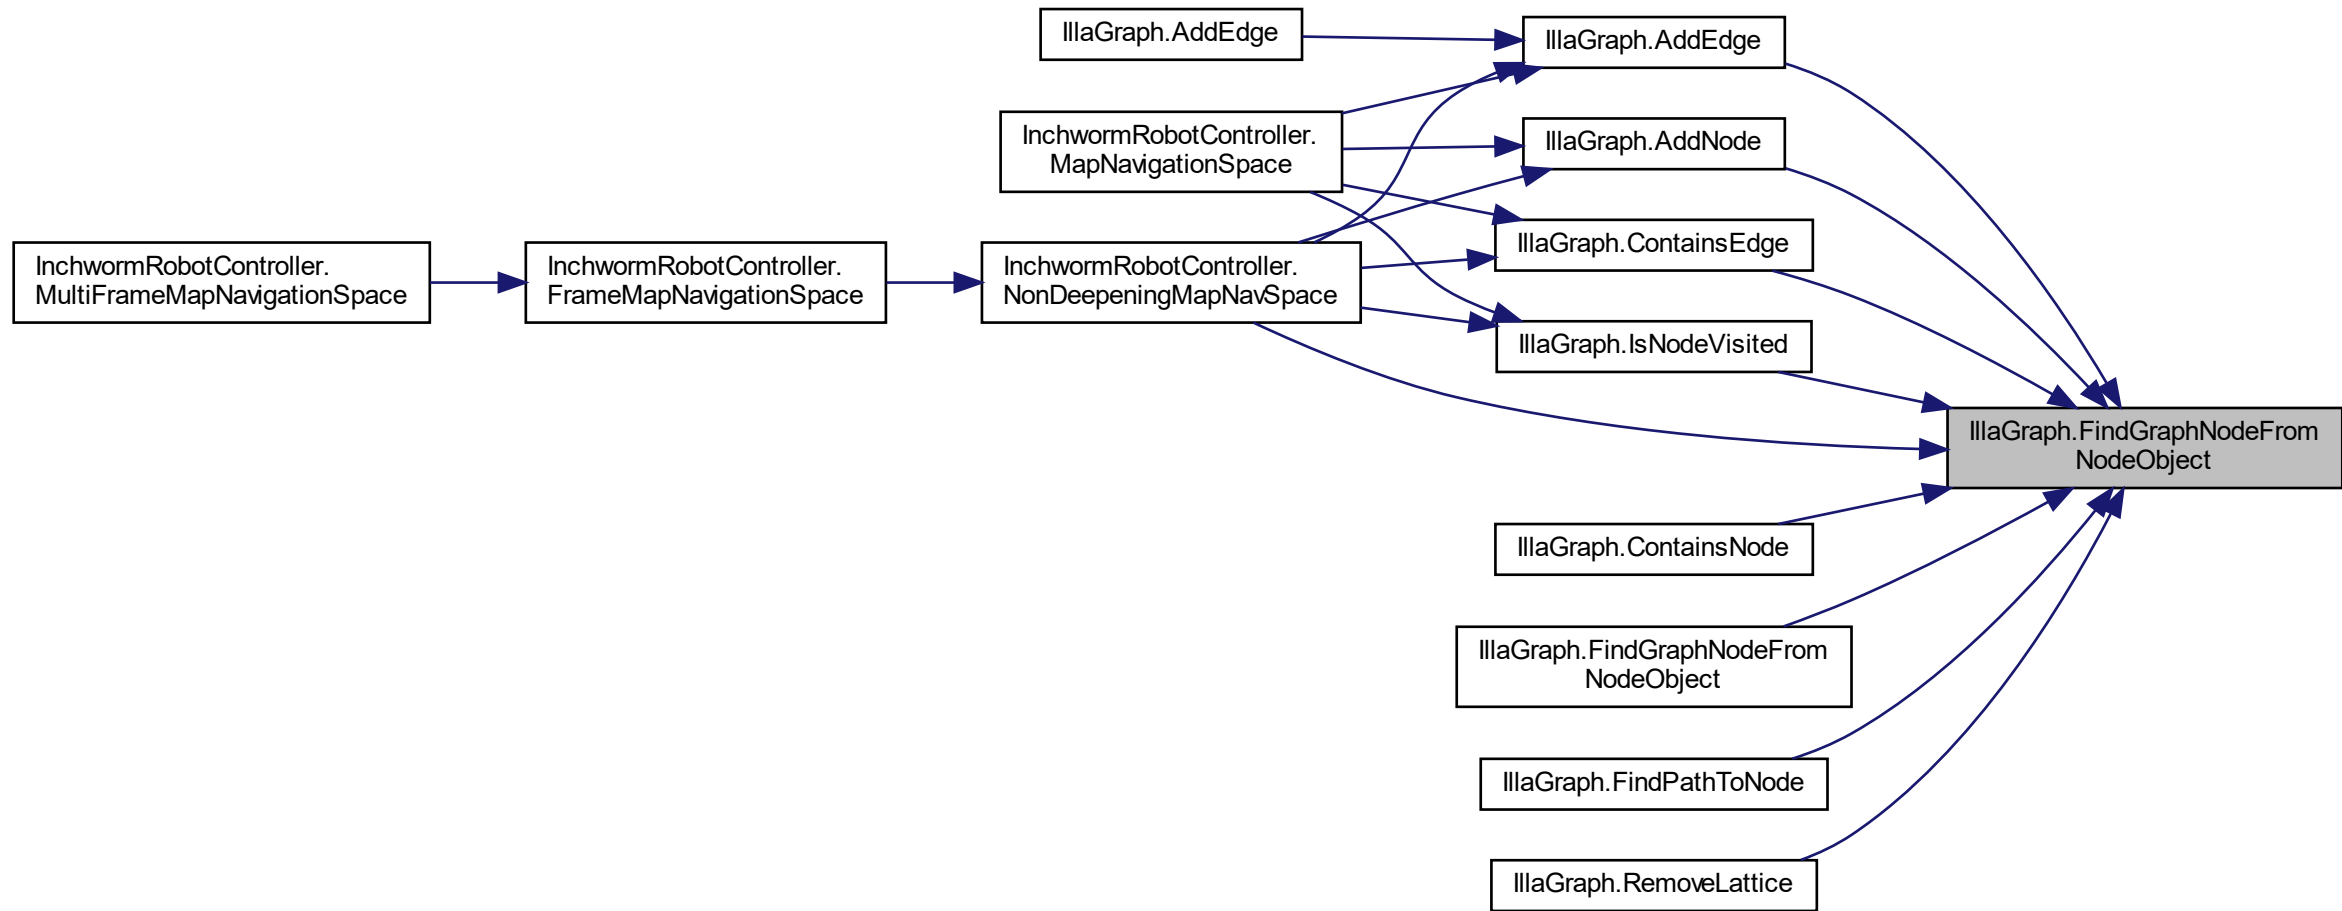 IllaGraph.AddEdge
IllaGraph.AddEdge
InchwormRobotController.
MapNavigationSpace
IllaGraph.AddNode
IllaGraph.ContainsEdge
InchwormRobotController.
MultiFrameMapNavigationSpace
InchwormRobotController.
FrameMapNavigationSpace
InchwormRobotController.
NonDeepeningMapNavSpace
IllaGraph.IsNodeVisited
IllaGraph.FindGraphNodeFrom
NodeObject
IllaGraph.ContainsNode
IllaGraph.FindGraphNodeFrom
NodeObject
IllaGraph.FindPathToNode
IllaGraph.RemoveLattice